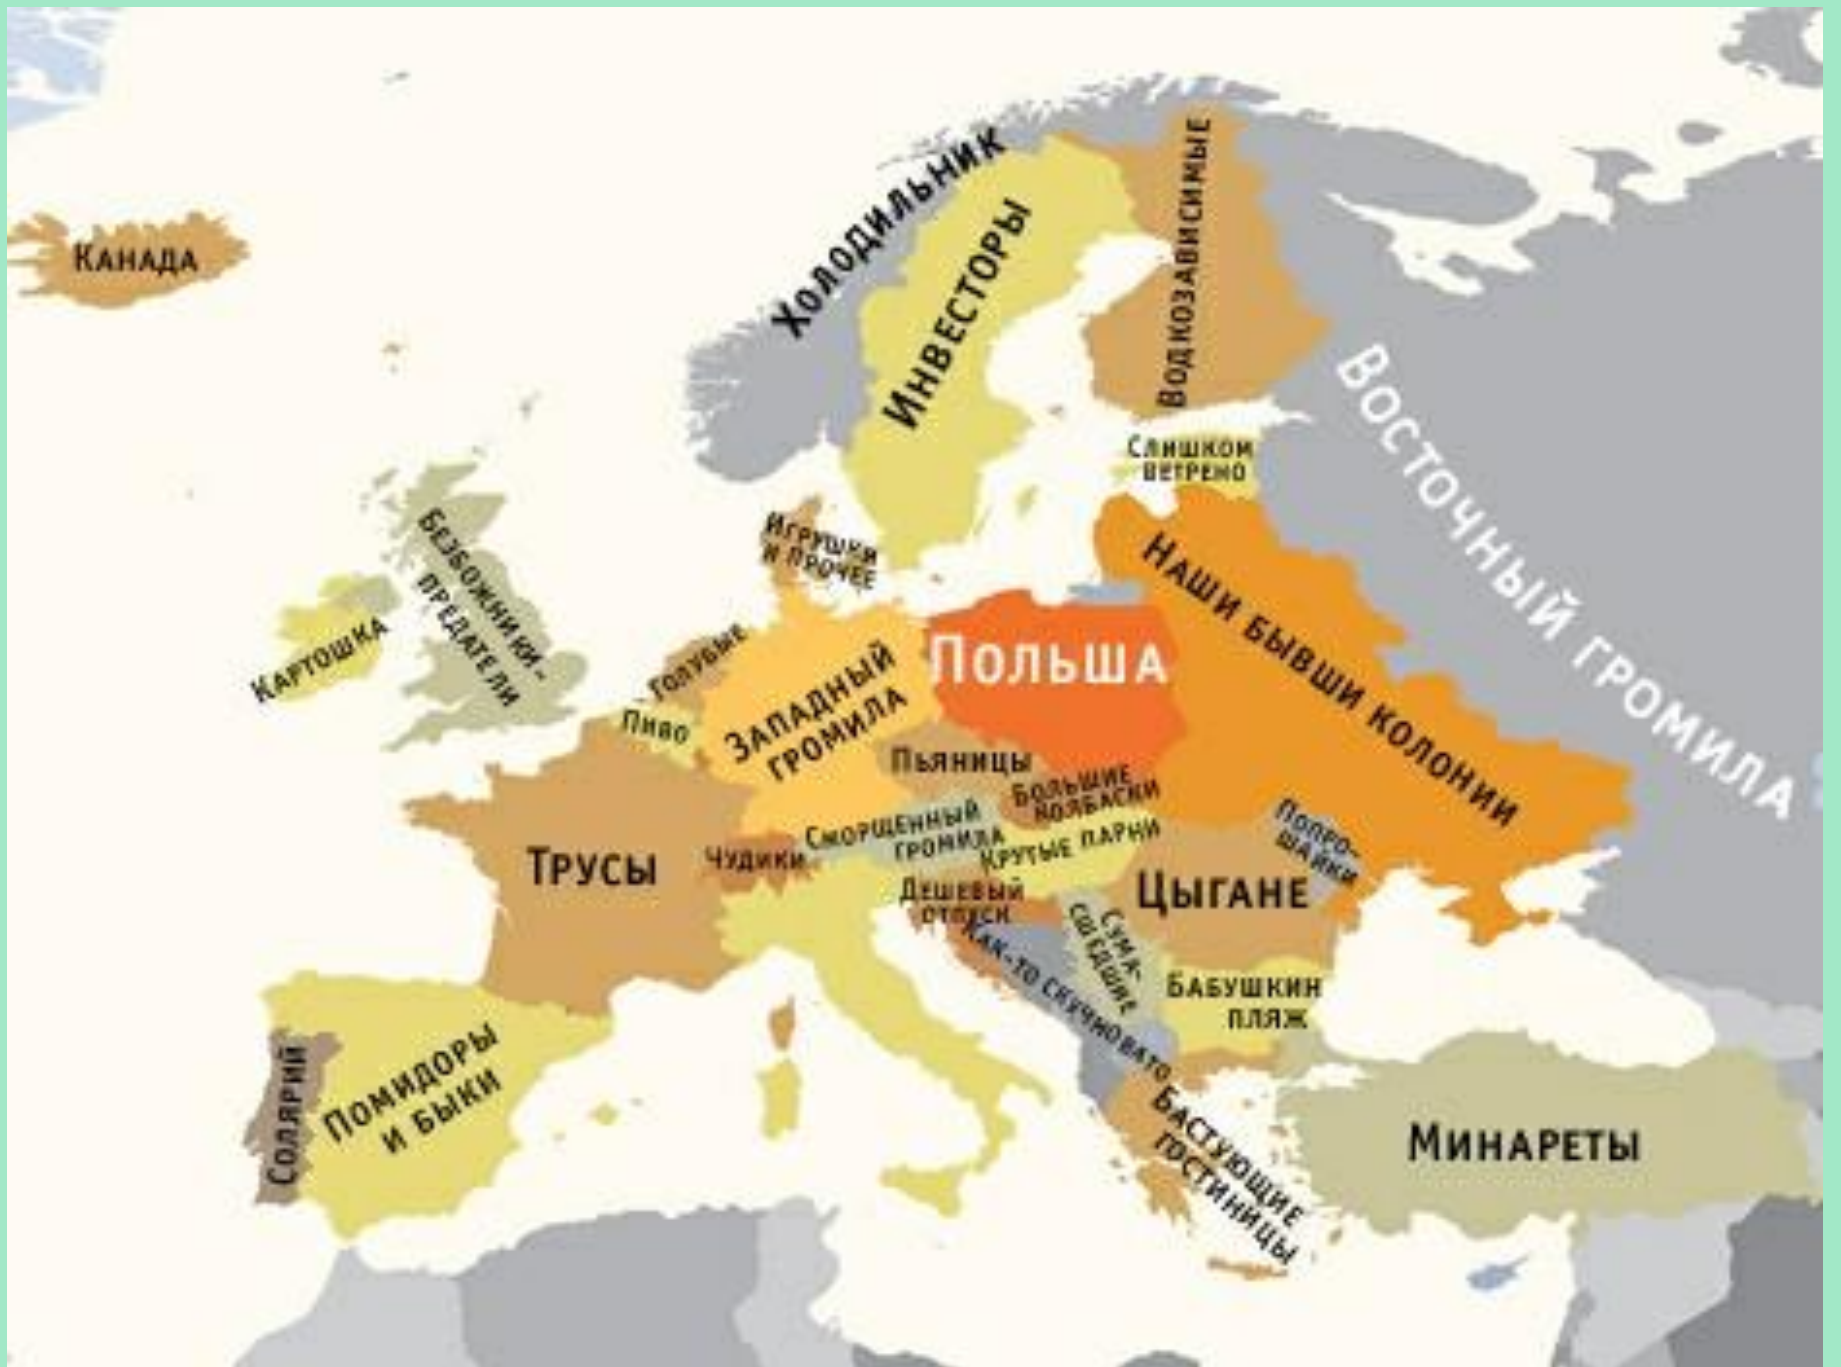 Канада
Холодильник
Инвесторы
Водкозависимые
Восточный громила
Слишком
ветрено
Игрушки
и прочее
Безбожники-
предатели
Картошка
Голубые
Пиво
Западный
громила
Польша
Наши бывши колонии
Пьяницы
Большие
колбаски
Сморщенный
громила
Крутые парни
Попро-
шайки
Трусы
Чудики
Дешевый
отпуск
Цыгане
Как-то скучновато
Сума-
сшедшие
Бабушкин
пляж
Солярий
Помидоры
и быки
Бастующие
гостиницы
Минареты